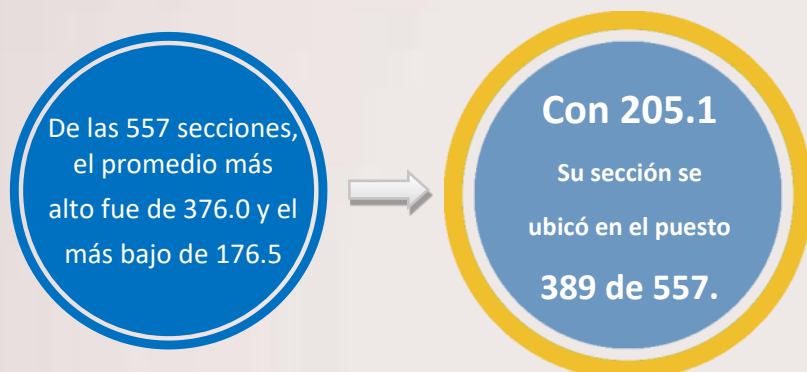 De las 557 secciones,
el promedio más
alto fue de 376.0 y el
más bajo de 176.5
Con 205.1
Su sección se
ubicó en el puesto
389 de 557.